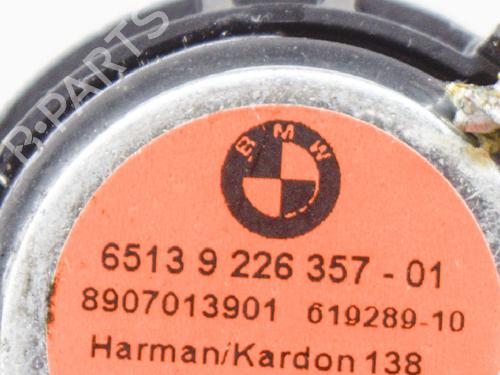 B-PARTS
BMW
6513 9 226 357 - 01
8907013901 619289-10
Harman/Kardon 138